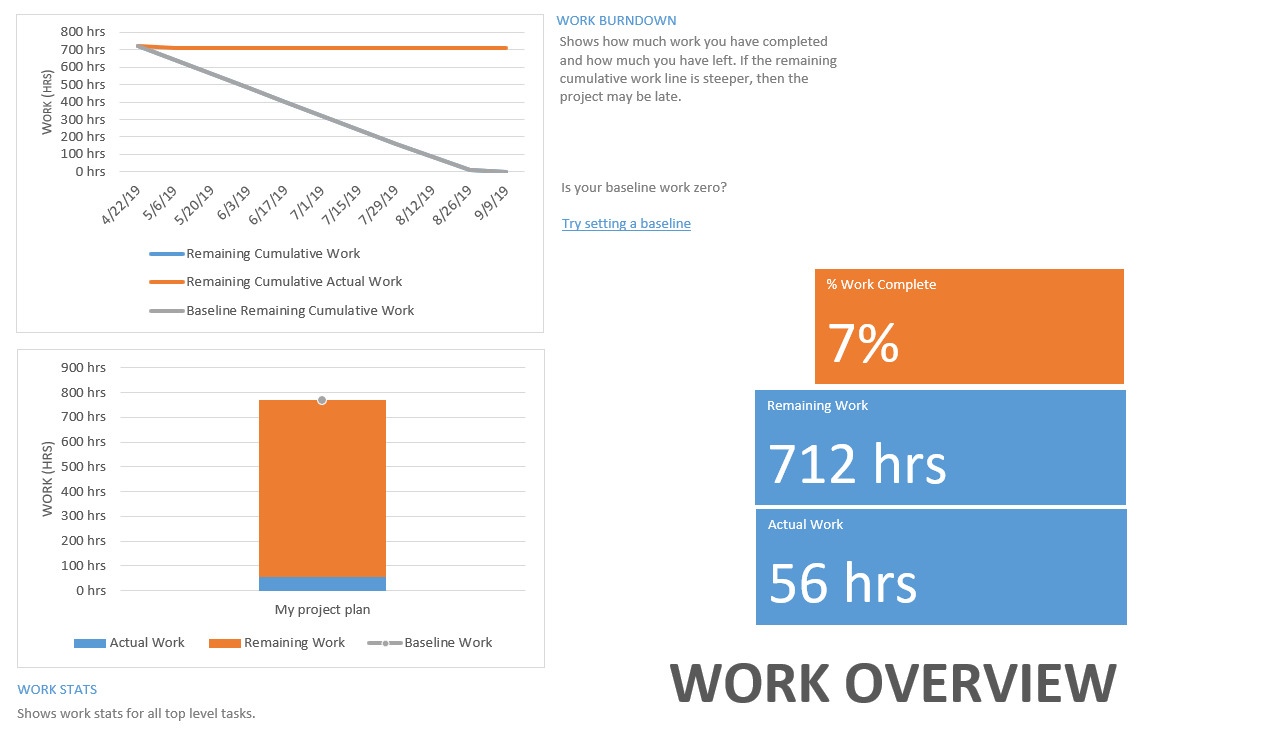 800 hrs
700 hrs
600 hrs
500 hrs
400 hrs
300 hrs
200 hrs
100 hrs
0 hrs
WORK (HRS)
4/22/19
5/6/19
5/20/19
6/3/19
6/17/19
7/1/19
7/15/19
7/29/19
8/12/19
8/26/19
9/9/19
Remaining Cumulative Work
Remaining Cumulative Actual Work
Baseline Remaining Cumulative Work
WORK BURNDOWN
Shows how much work you have completed
and how much you have left. If the remaining
cumulative work line is steeper, then the
project may be late.
Is your baseline work zero?
Try setting a baseline
% Work Complete
7%
Remaining Work
712 hrs
Actual Work
56 hrs
WORK OVERVIEW
900 hrs
800 hrs
700 hrs
600 hrs
500 hrs
400 hrs
300 hrs
200 hrs
100 hrs
0 hrs
WORK (HRS)
My project plan
Actual Work
Remaining Work
Baseline Work
WORK STATS
Shows work stats for all top level tasks.